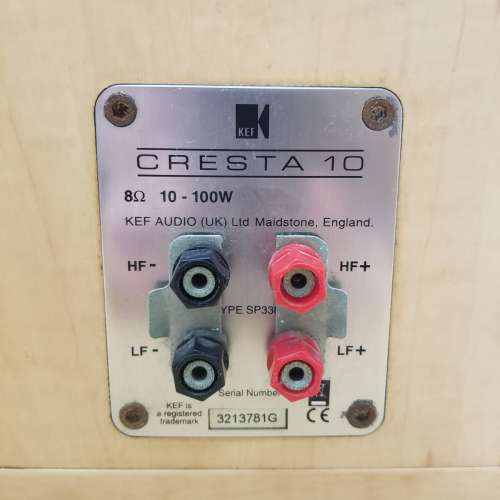 KEF
CRESTA 10
8Ω 10 - 100W
KEF AUDIO (UK) Ltd Maidstone, England.
HF- HF+
SP33
LF- LF+
Serial Number
KEF is
a registered
trademark
3213781G
CE